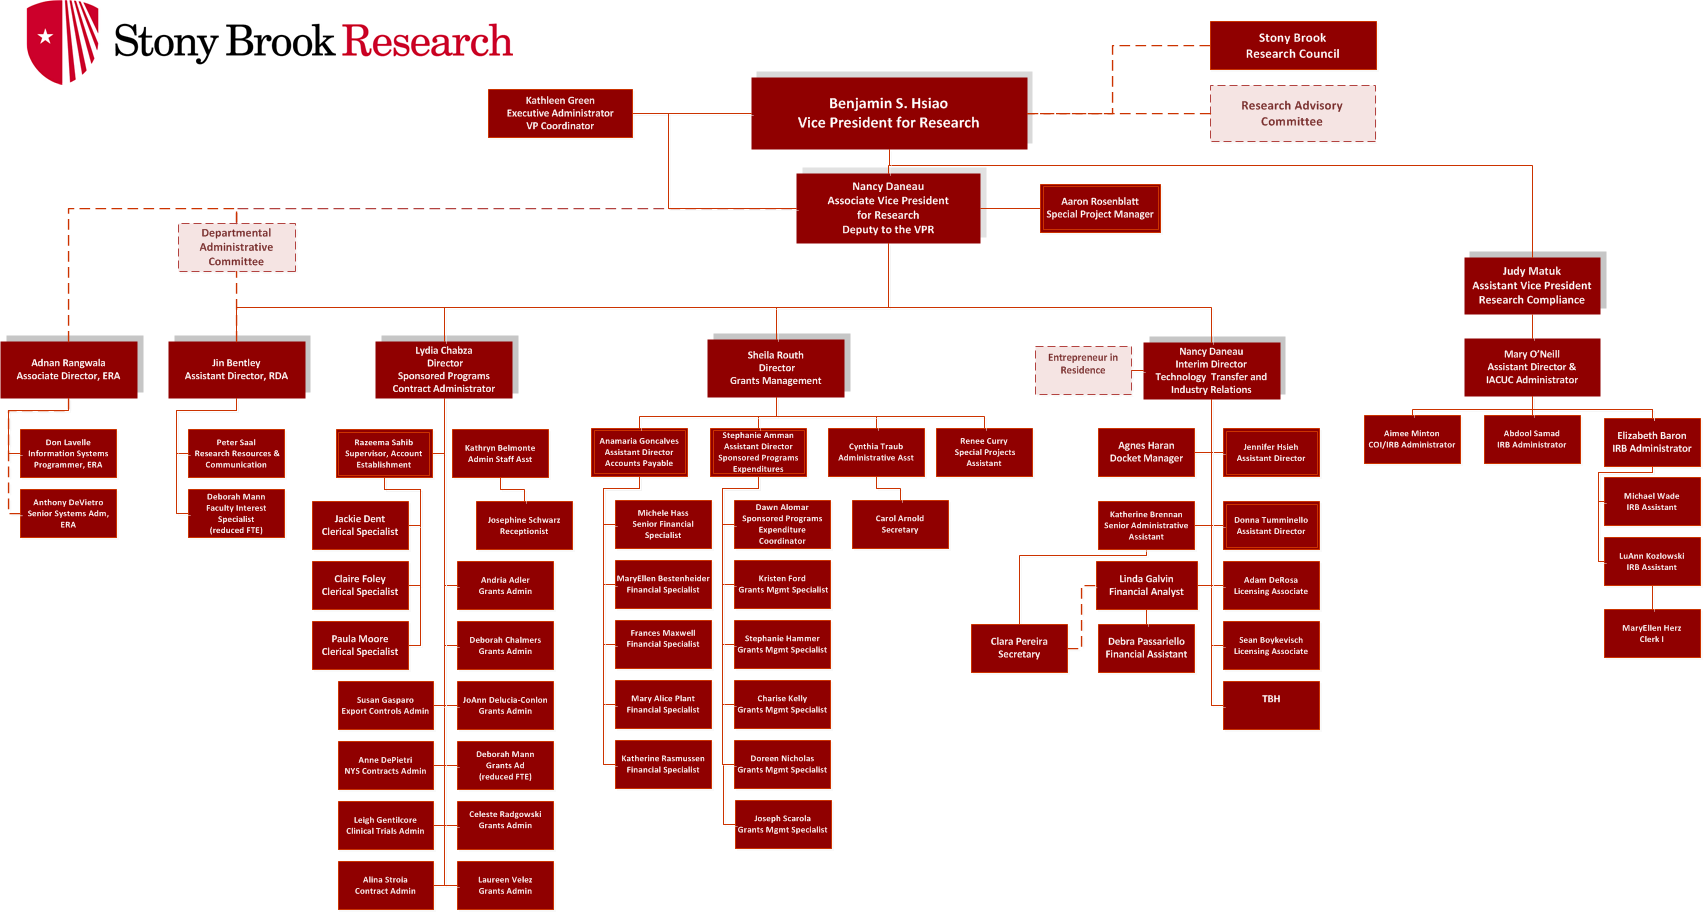 Stony Brook Research
Stony Brook
Research Council
Kathleen Green
Executive Administrator
VP Coordinator
Benjamin S. Hsiao
Vice President for Research
Research Advisory
Committee
Nancy Daneau
Associate Vice President
for Research
Deputy to the VPR
Aaron Rosenblatt
Special Project Manager
Departmental
Administrative
Committee
Judy Matuk
Assistant Vice President
Research Compliance
Adnan Rangwala
Associate Director, ERA
Jin Bentley
Assistant Director, RDA
Lydia Chabza
Director
Sponsored Programs
Contract Administrator
Sheila Routh
Director
Grants Management
Entrepreneur in
Residence
Nancy Daneau
Interim Director
Technology Transfer and
Industry Relations
Mary O'Neill
Assistant Director &
IACUC Administrator
Don Lavelle
Information Systems
Programmer, ERA
Anthony DeVietro
Senior Systems Adm,
ERA
Peter Saal
Research Resources &
Communication
Deborah Mann
Faculty Interest
Specialist
(reduced FTE)
Razeema Sahib
Supervisor, Account
Establishment
Kathryn Belmonte
Admin Staff Asst
Jackie Dent
Clerical Specialist
Josephine Schwarz
Receptionist
Claire Foley
Clerical Specialist
Andria Adler
Grants Admin
Paula Moore
Clerical Specialist
Deborah Chalmers
Grants Admin
Susan Gasparo
Export Controls Admin
JoAnn Delucia-Conlon
Grants Admin
Anne DePietri
NYS Contracts Admin
Deborah Mann
Grants Ad
(reduced FTE)
Leigh Gentilcore
Clinical Trials Admin
Celeste Radgowski
Grants Admin
Alina Stroia
Contract Admin
Laureen Velez
Grants Admin
Anamaria Goncalves
Assistant Director
Accounts Payable
Stephanie Amman
Assistant Director
Sponsored Programs
Expenditures
Cynthia Traub
Administrative Asst
Renee Curry
Special Projects
Assistant
Michele Hass
Senior Financial
Specialist
Dawn Alomar
Sponsored Programs
Expenditure
Coordinator
Carol Arnold
Secretary
MaryEllen Bestenheider
Financial Specialist
Kristen Ford
Grants Mgmt Specialist
Frances Maxwell
Financial Specialist
Stephanie Hammer
Grants Mgmt Specialist
Mary Alice Plant
Financial Specialist
Charise Kelly
Grants Mgmt Specialist
Katherine Rasmussen
Financial Specialist
Doreen Nicholas
Grants Mgmt Specialist
Joseph Scarola
Grants Mgmt Specialist
Agnes Haran
Docket Manager
Jennifer Hsieh
Assistant Director
Katherine Brennan
Senior Administrative
Assistant
Donna Tumminello
Assistant Director
Linda Galvin
Financial Analyst
Adam DeRosa
Licensing Associate
Clara Pereira
Secretary
Debra Passariello
Financial Assistant
Sean Boykevisch
Licensing Associate
TBH
Aimee Minton
COI/IRB Administrator
Abdool Samad
IRB Administrator
Elizabeth Baron
IRB Administrator
Michael Wade
IRB Assistant
LuAnn Kozlowski
IRB Assistant
MaryEllen Herz
Clerk I